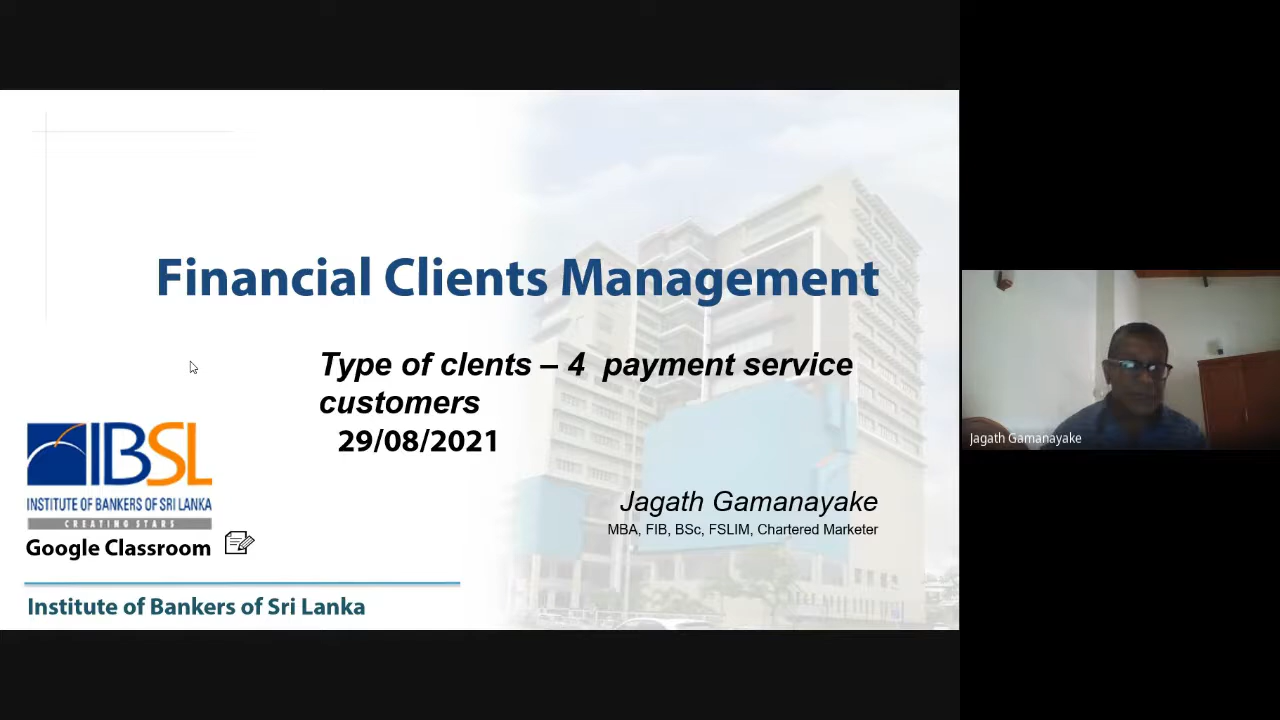 Financial Clients Management
Type of clents – 4 payment service
customers
29/08/2021
IBSL
INSTITUTE OF BANKERS OF SRI LANKA
CREATING STARS
Google Classroom
Jagath Gamanayake
MBA, FIB, BSc, FSLIM, Chartered Marketer
Institute of Bankers of Sri Lanka
Jagath Gamanayake